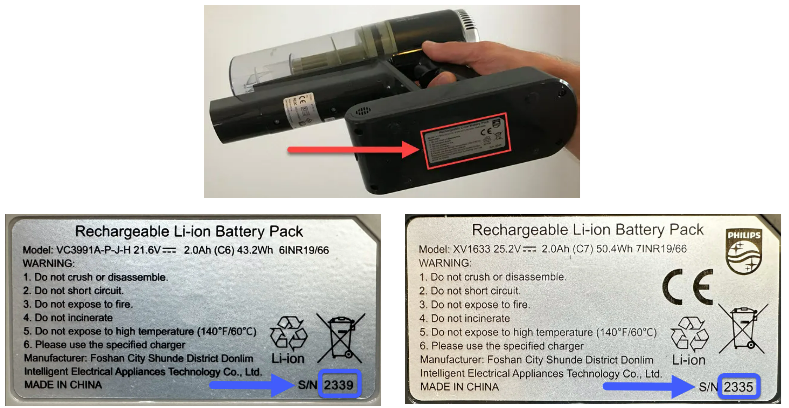 Rechargeable Li-ion Battery Pack
PHILIPS
CE
Rechargeable Li-ion Battery Pack
Model: VC3991A-P-J-H 21.6V⎓ 2.0Ah (C6) 43.2Wh 6INR19/66
WARNING:
1. Do not crush or disassemble.
2. Do not short circuit.
3. Do not expose to fire.
4. Do not incinerate
5. Do not expose to high temperature (140°F/60°C)
6. Please use the specified charger
Li-ion
Manufacturer: Foshan City Shunde District Donlim
Intelligent Electrical Appliances Technology Co., Ltd.
MADE IN CHINA S/N 2339
Rechargeable Li-ion Battery Pack
PHILIPS
Model: XV1633 25.2V⎓ 2.0Ah (C7) 50.4Wh 7INR19/66
WARNING:
1. Do not crush or disassemble.
CE
2. Do not short circuit.
3. Do not expose to fire.
4. Do not incinerate
5. Do not expose to high temperature (140°F/60°C)
6. Please use the specified charger
Li-ion
Manufacturer: Foshan City Shunde District Donlim
Intelligent Electrical Appliances Technology Co., Ltd.
MADE IN CHINA S/N 2335